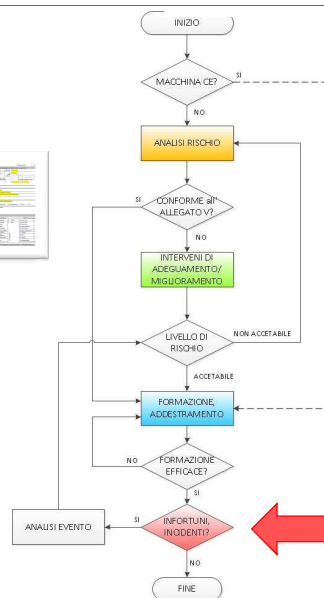 INIZIO
MACCHINA CE?
SI
NO
ANALISI RISCHIO
SI
CONFORME all'
ALLEGATO V?
NO
INTERVENI DI
ADEGUAMENTO/
MIGLIORAMENTO
LIVELLO DI
RISCHIO
NON ACCETABILE
ACCETABILE
FORMAZIONE,
ADDESTRAMENTO
NO
FORMAZIONE
EFFICACE?
SI
ANALISI EVENTO
SI
INFORTUNI,
INCIDENTI?
NO
FINE